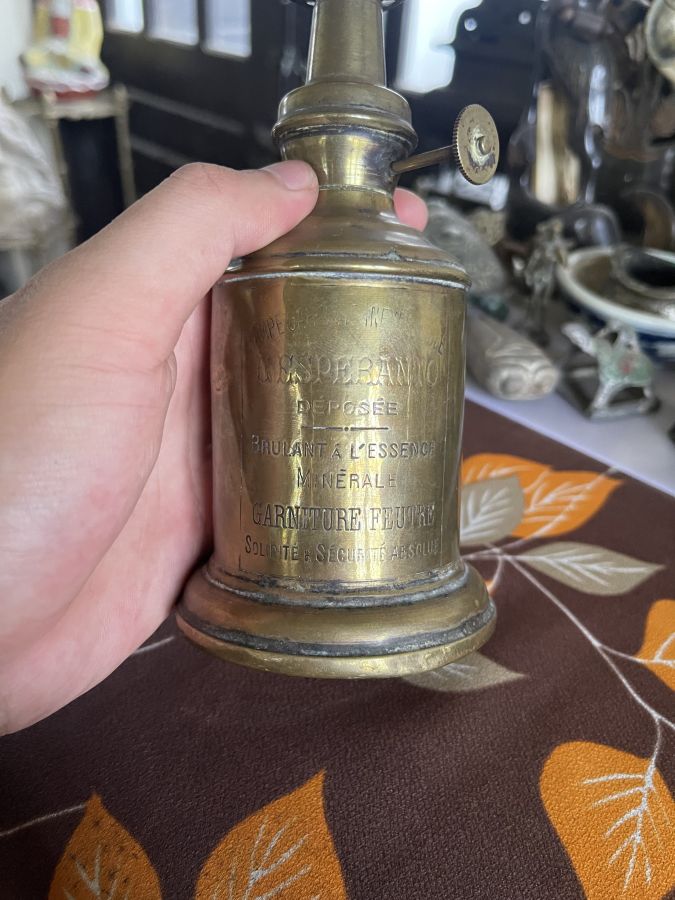 L'ESPERANTO
DÉPOSÉE
BRULANT À L'ESSENCE
MINÉRALE
GARNITURE FEUTRE
SOLIDITÉ & SÉCURITÉ ABSOLUE